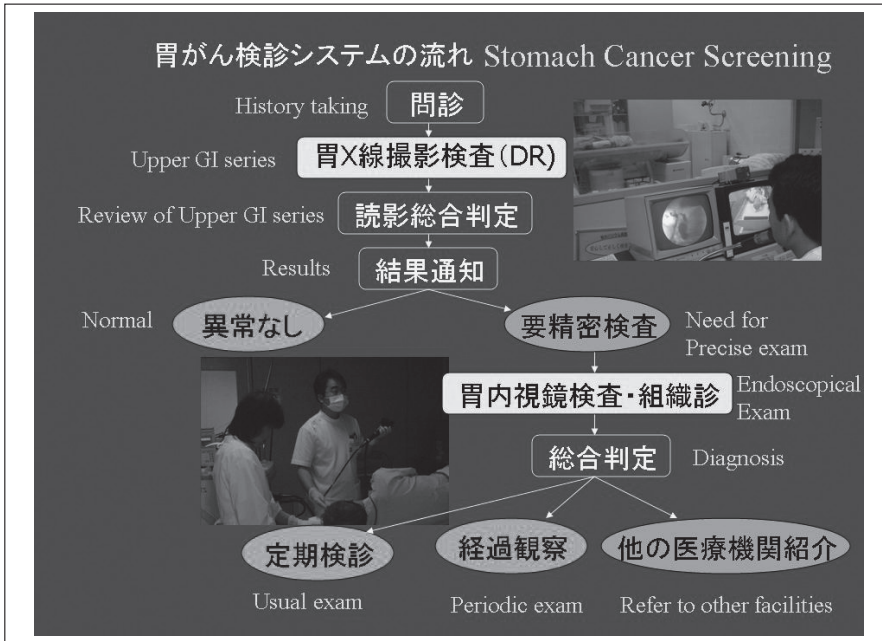 胃がん検診システムの流れ Stomach Cancer Screening
History taking 問診
Upper GI series 胃X線撮影検査(DR)
Review of Upper GI series 読影総合判定
Results 結果通知
Normal 異常なし 要精密検査 Need for
Precise exam
胃内視鏡検査・組織診 Endoscopical
Exam
総合判定 Diagnosis
定期検診 経過観察 他の医療機関紹介
Usual exam Periodic exam Refer to other facilities